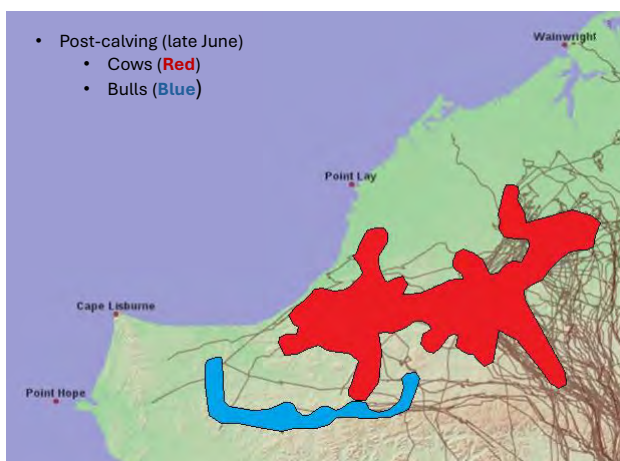 • Post-calving (late June)
• Cows (Red)
• Bulls (Blue)
Wainwright
Point Lay
Cape Lisburne
Point Hope